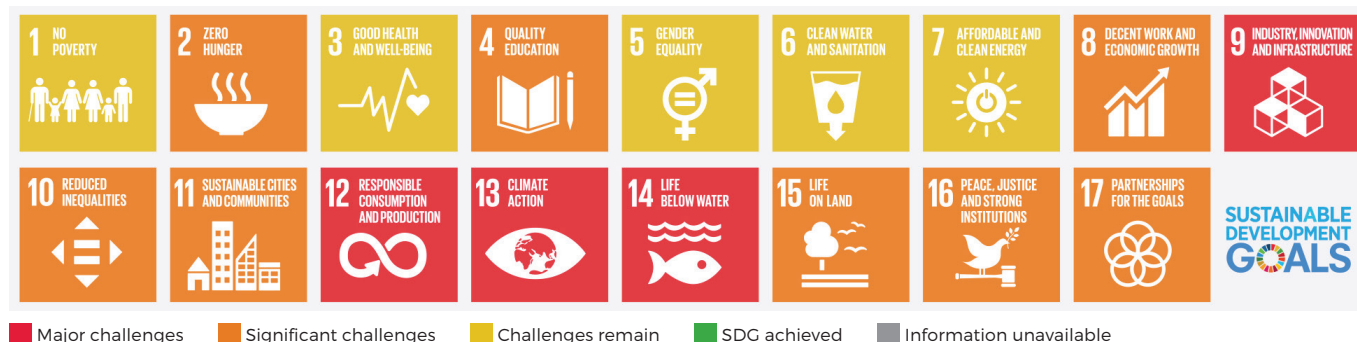 1 NO
POVERTY
2 ZERO
HUNGER
3 GOOD HEALTH
AND WELL-BEING
4 QUALITY
EDUCATION
5 GENDER
EQUALITY
6 CLEAN WATER
AND SANITATION
7 AFFORDABLE AND
CLEAN ENERGY
8 DECENT WORK AND
ECONOMIC GROWTH
9 INDUSTRY, INNOVATION
AND INFRASTRUCTURE
10 REDUCED
INEQUALITIES
11 SUSTAINABLE CITIES
AND COMMUNITIES
12 RESPONSIBLE
CONSUMPTION
AND PRODUCTION
13 CLIMATE
ACTION
14 LIFE
BELOW WATER
15 LIFE
ON LAND
16 PEACE, JUSTICE
AND STRONG
INSTITUTIONS
17 PARTNERSHIPS
FOR THE GOALS
SUSTAINABLE
DEVELOPMENT
GOALS
Major challenges
Significant challenges
Challenges remain
SDG achieved
Information unavailable